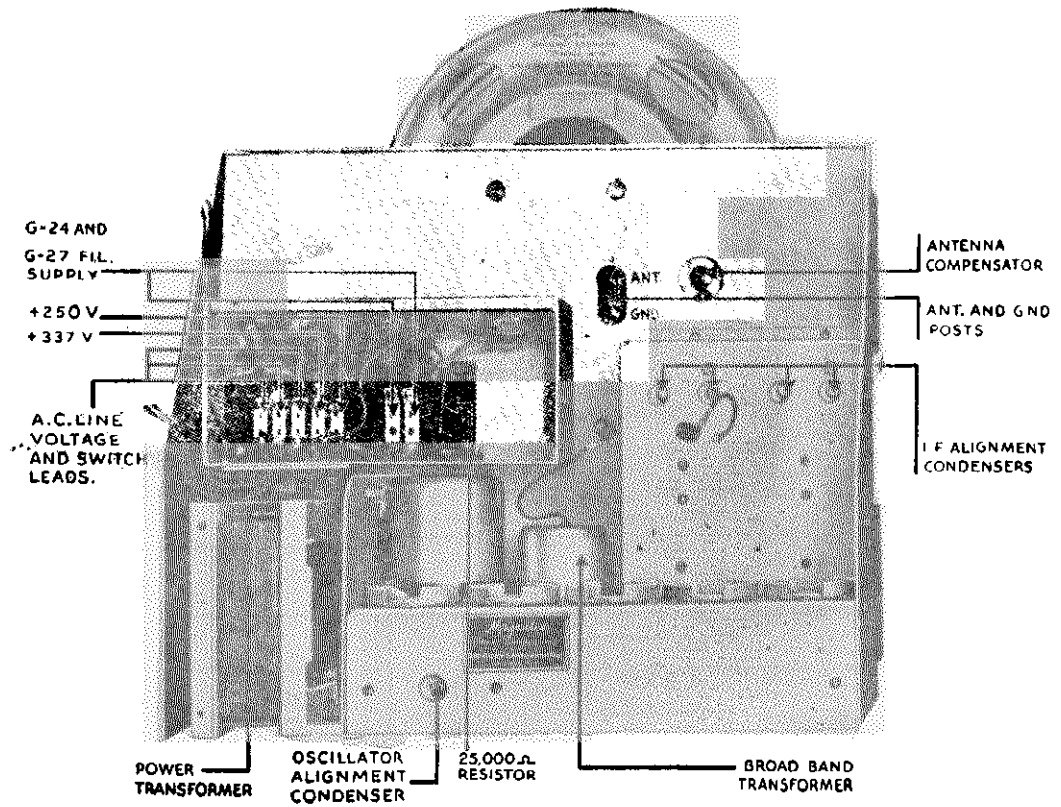 G-24 AND
G-27 FIL.
SUPPLY
+250 V
+337 V
A.C. LINE
VOLTAGE
AND SWITCH
LEADS.
ANT.
GND
ANTENNA
COMPENSATOR
ANT. AND GND
POSTS
I F ALIGNMENT
CONDENSERS
POWER
TRANSFORMER
OSCILLATOR
ALIGNMENT
CONDENSER
25,000 Ω
RESISTOR
BROAD BAND
TRANSFORMER